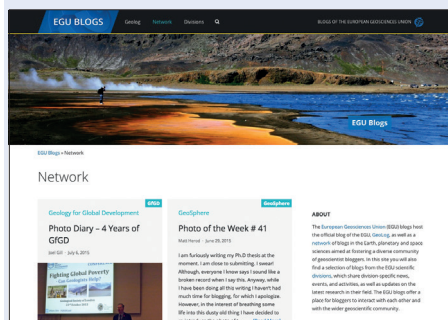 EGU BLOGS
Geolog Network Divisions
BLOGS OF THE EUROPEAN GEOSCIENCES UNION
EGU Blogs
EGU Blogs » Network
Network
GfGD
Geology for Global Development
Photo Diary – 4 Years of
GfGD
Joel Gill - July 6, 2015
Fighting Global Poverty
Can Geologists Help?
GeoSphere
GeoSphere
Photo of the Week # 41
Matt Herod - June 29, 2015
I am furiously writing my Ph.D thesis at the
moment. I am close to submitting, I swear!
Although, everyone I know says I sound like a
broken record when I say this. Anyway, while
I have been doing all this writing I haven't had
much time for blogging, for which I apologize.
However, in the interest of breathing some
life into this dusty old thing I have decided to
ABOUT
The European Geosciences Union (EGU) blogs host
the official blog of the EGU, GeoLog, as well as a
network of blogs in the Earth, planetary and space
sciences aimed at fostering a diverse community
of geoscientist bloggers. In this site you will also
find a selection of blogs from the EGU scientific
divisions, which share division-specific news,
events, and activities, as well as updates on the
latest research in their field. The EGU blogs offer a
place for bloggers to interact with each other and
with the wider geoscientific community.